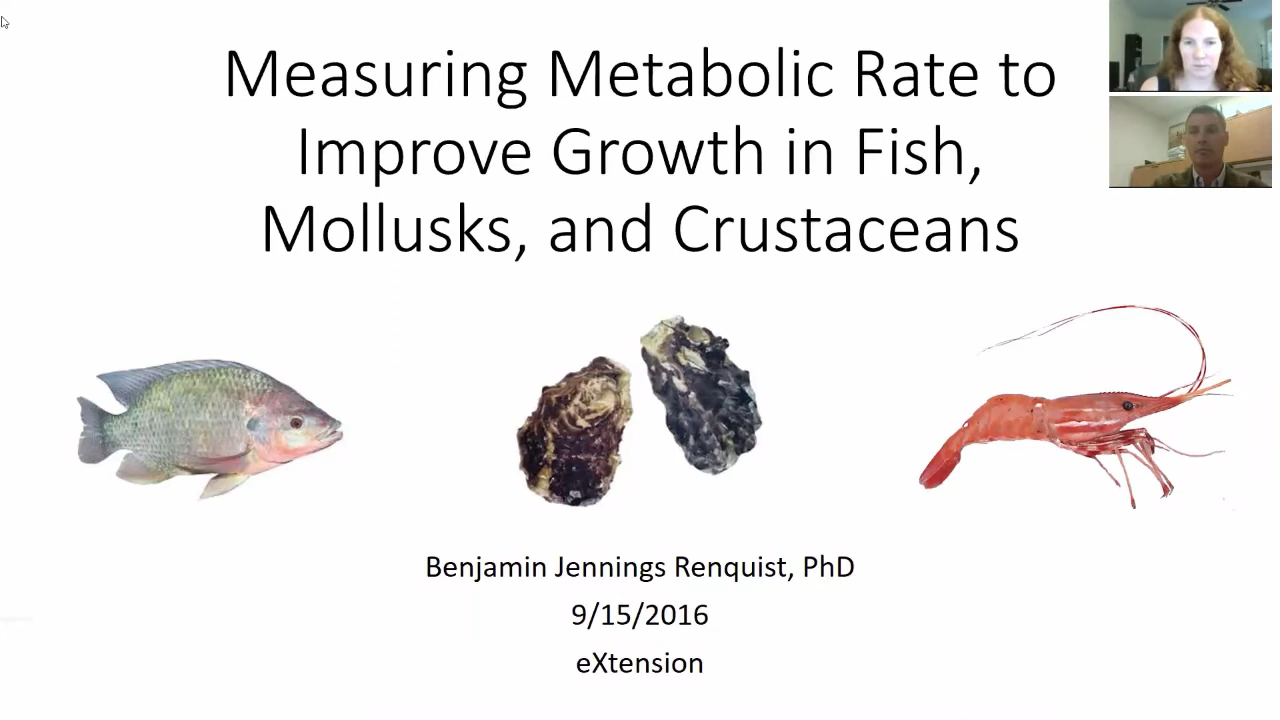 Measuring Metabolic Rate to
Improve Growth in Fish,
Mollusks, and Crustaceans
Benjamin Jennings Renquist, PhD
9/15/2016
eXtension